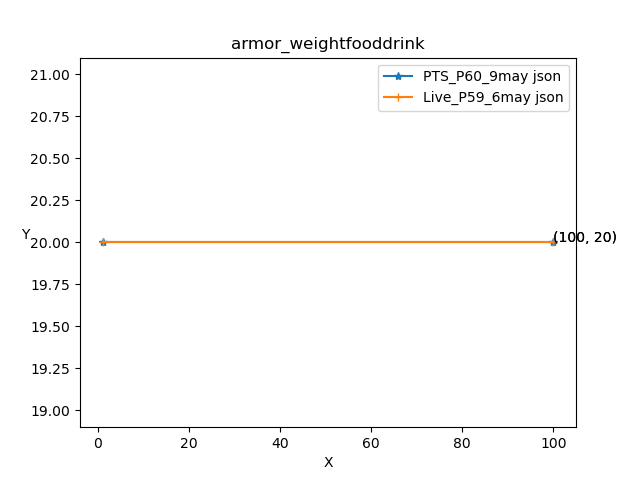 armor_weightfooddrink
PTS_P60_9may json
Live_P59_6may json
21.00
20.75
20.50
20.25
20.00
19.75
19.50
19.25
19.00
Y
(100, 20)
0 20 40 60 80 100
X